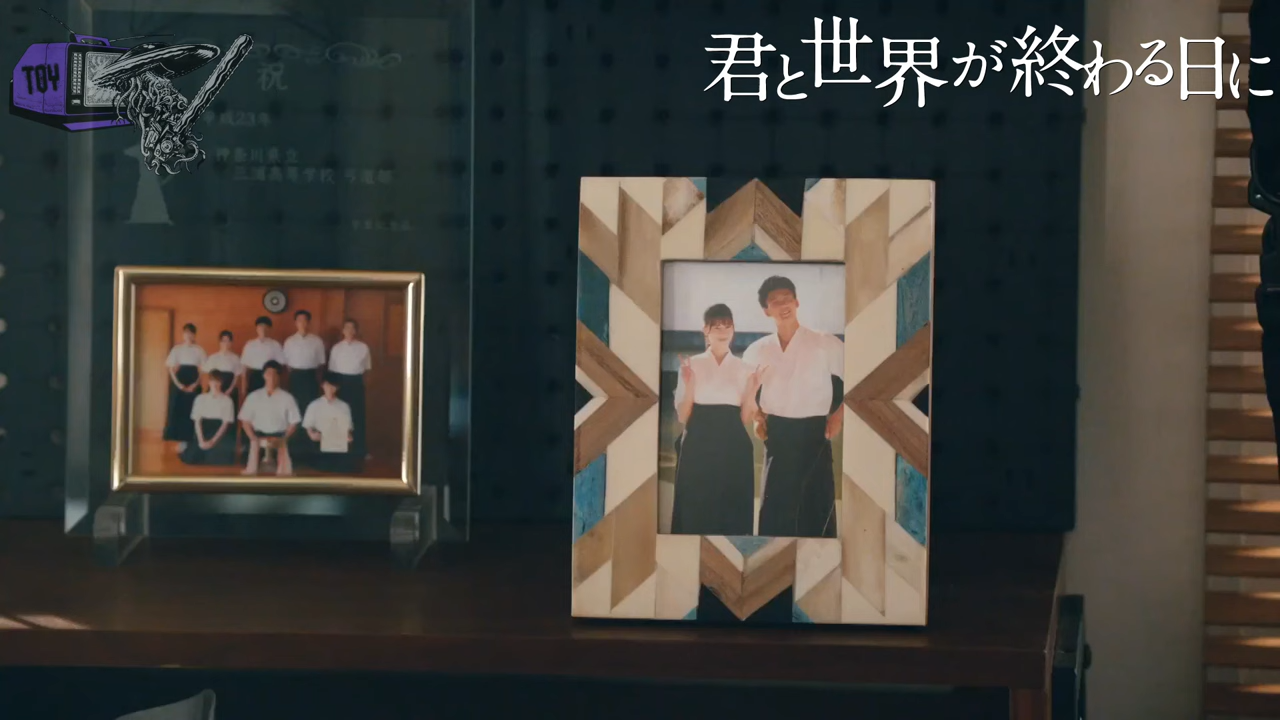 君と世界が終わる日に
TOY
祝
平成23年
神奈川県立
三浦高等学校 弓道部